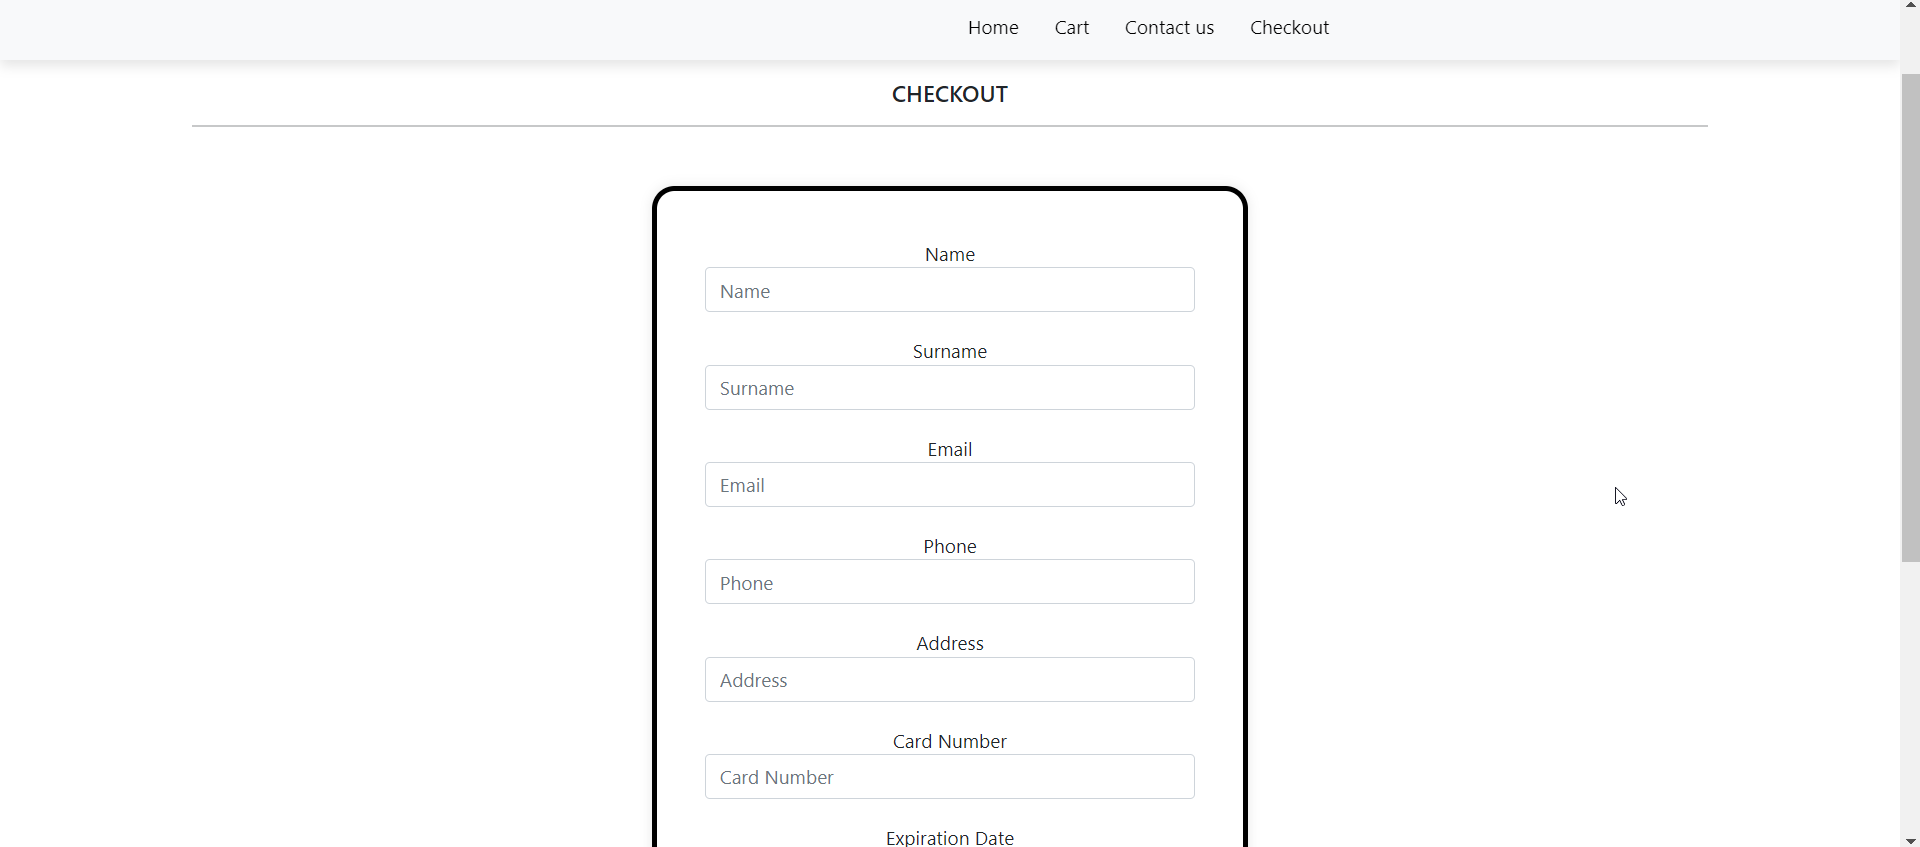 Home Cart Contact us Checkout
CHECKOUT
Name
Name
Surname
Surname
Email
Email
Phone
Phone
Address
Address
Card Number
Card Number
Expiration Date